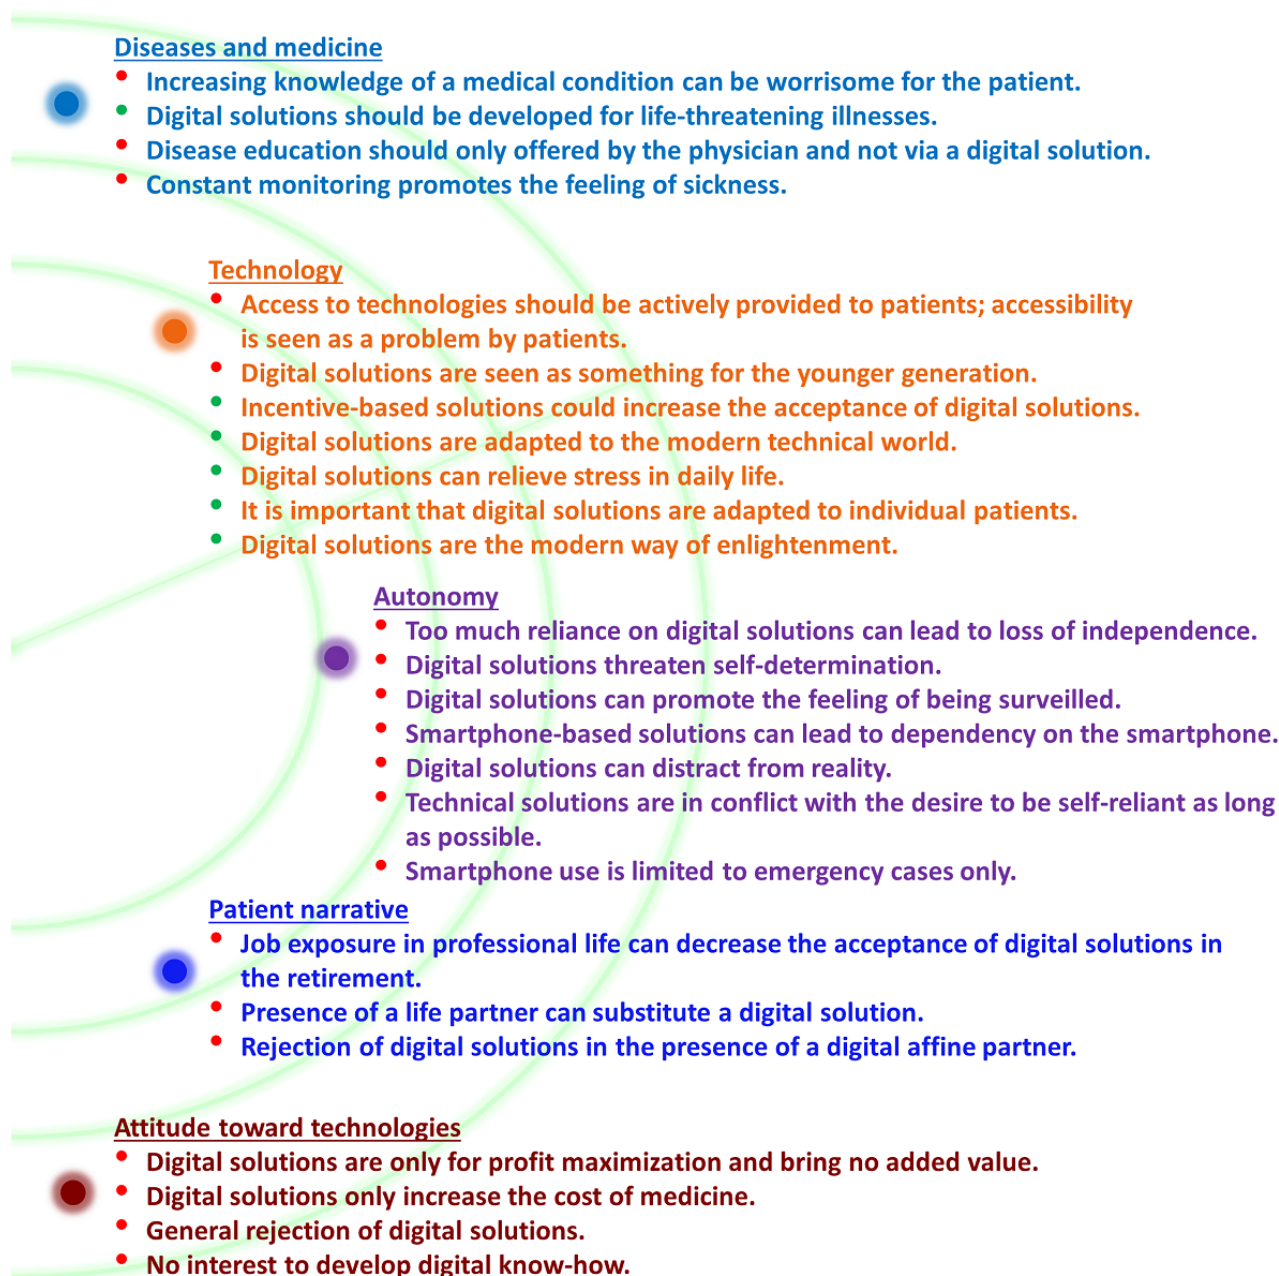 Diseases and medicine
• Increasing knowledge of a medical condition can be worrisome for the patient.
• Digital solutions should be developed for life-threatening illnesses.
• Disease education should only offered by the physician and not via a digital solution.
• Constant monitoring promotes the feeling of sickness.
Technology
• Access to technologies should be actively provided to patients; accessibility
is seen as a problem by patients.
• Digital solutions are seen as something for the younger generation.
• Incentive-based solutions could increase the acceptance of digital solutions.
• Digital solutions are adapted to the modern technical world.
• Digital solutions can relieve stress in daily life.
• It is important that digital solutions are adapted to individual patients.
• Digital solutions are the modern way of enlightenment.
Autonomy
• Too much reliance on digital solutions can lead to loss of independence.
• Digital solutions threaten self-determination.
• Digital solutions can promote the feeling of being surveilled.
• Smartphone-based solutions can lead to dependency on the smartphone.
• Digital solutions can distract from reality.
• Technical solutions are in conflict with the desire to be self-reliant as long
as possible.
• Smartphone use is limited to emergency cases only.
Patient narrative
• Job exposure in professional life can decrease the acceptance of digital solutions in
the retirement.
• Presence of a life partner can substitute a digital solution.
• Rejection of digital solutions in the presence of a digital affine partner.
Attitude toward technologies
• Digital solutions are only for profit maximization and bring no added value.
• Digital solutions only increase the cost of medicine.
• General rejection of digital solutions.
• No interest to develop digital know-how.